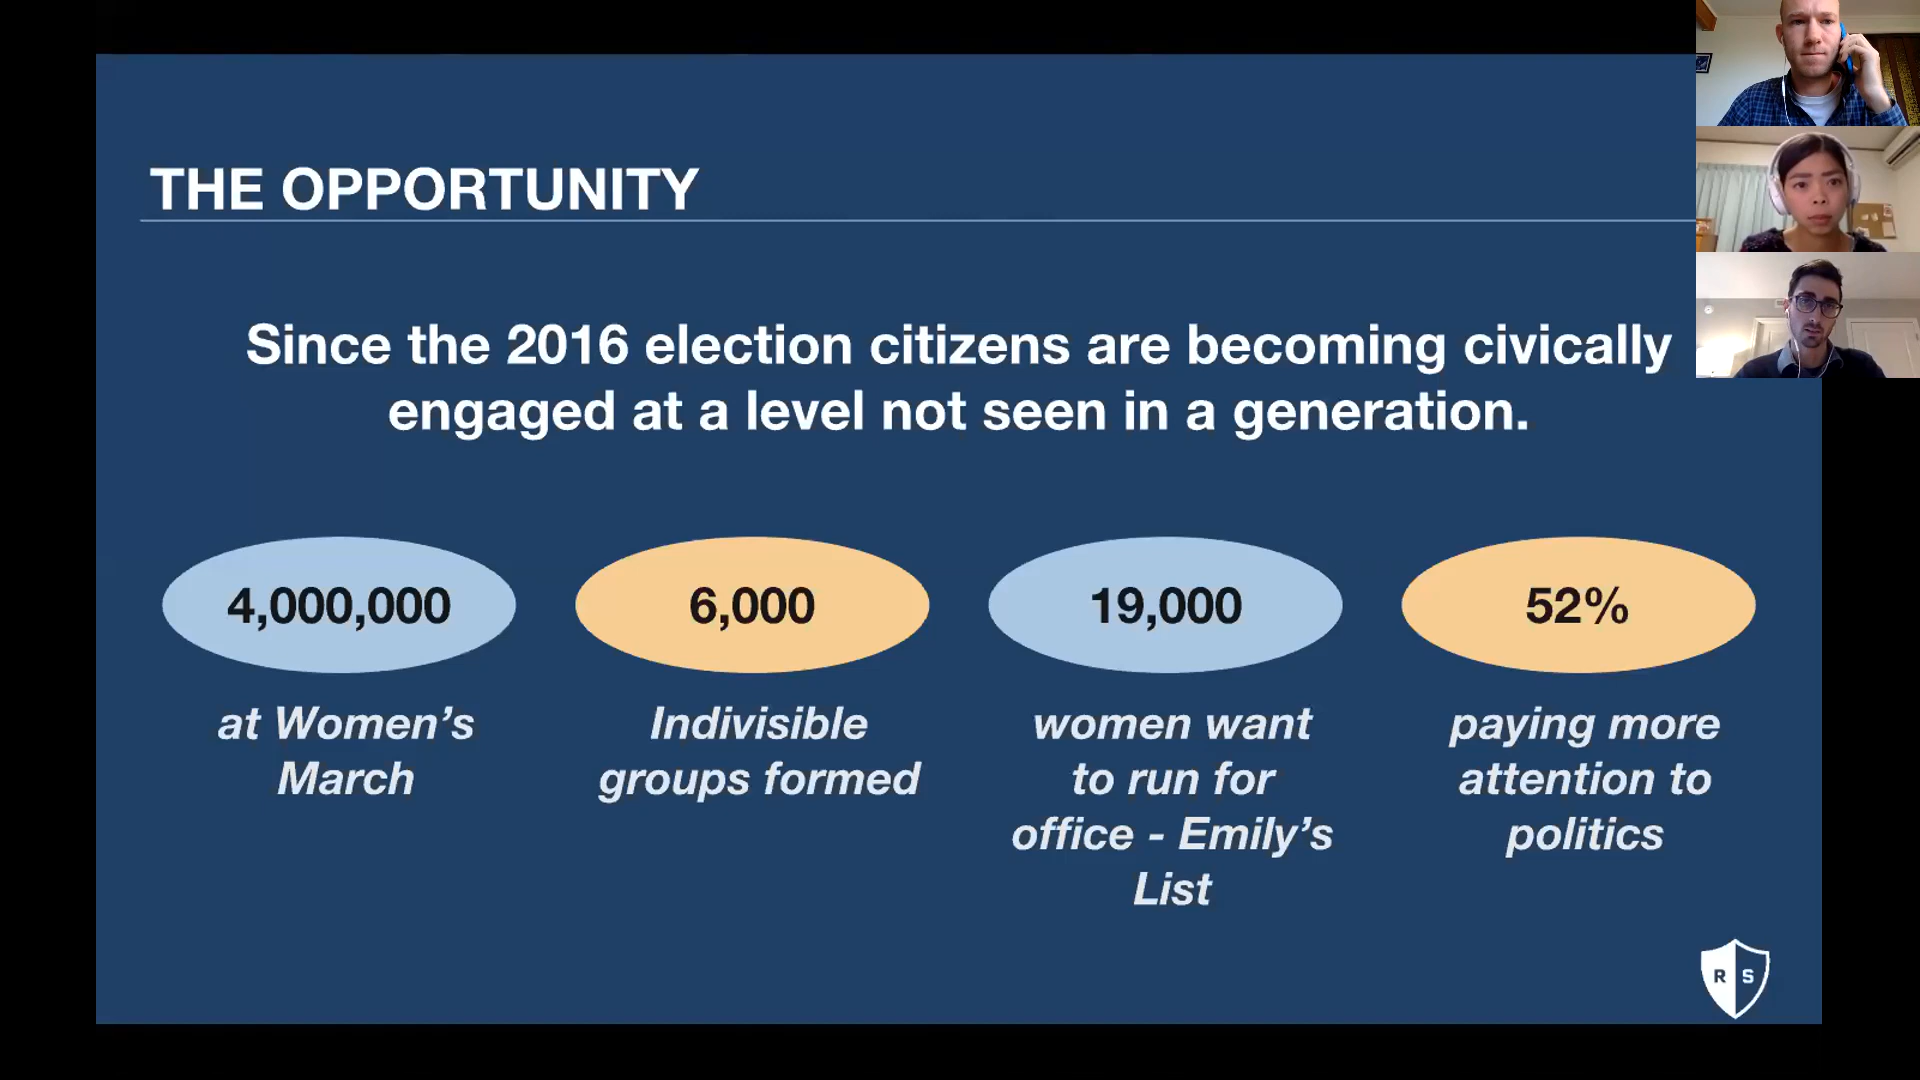 THE OPPORTUNITY
Since the 2016 election citizens are becoming civically
engaged at a level not seen in a generation.
4,000,000
at Women’s
March
6,000
Indivisible
groups formed
19,000
women want
to run for
office - Emily’s
List
52%
paying more
attention to
politics
R S